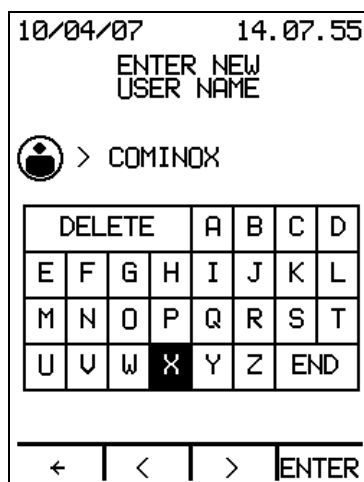 10/04/07 14.07.55
ENTER NEW
USER NAME
> COMINOX
DELETE A B C D
E F G H I J K L
M N O P Q R S T
U V W X Y Z END
← < > ENTER